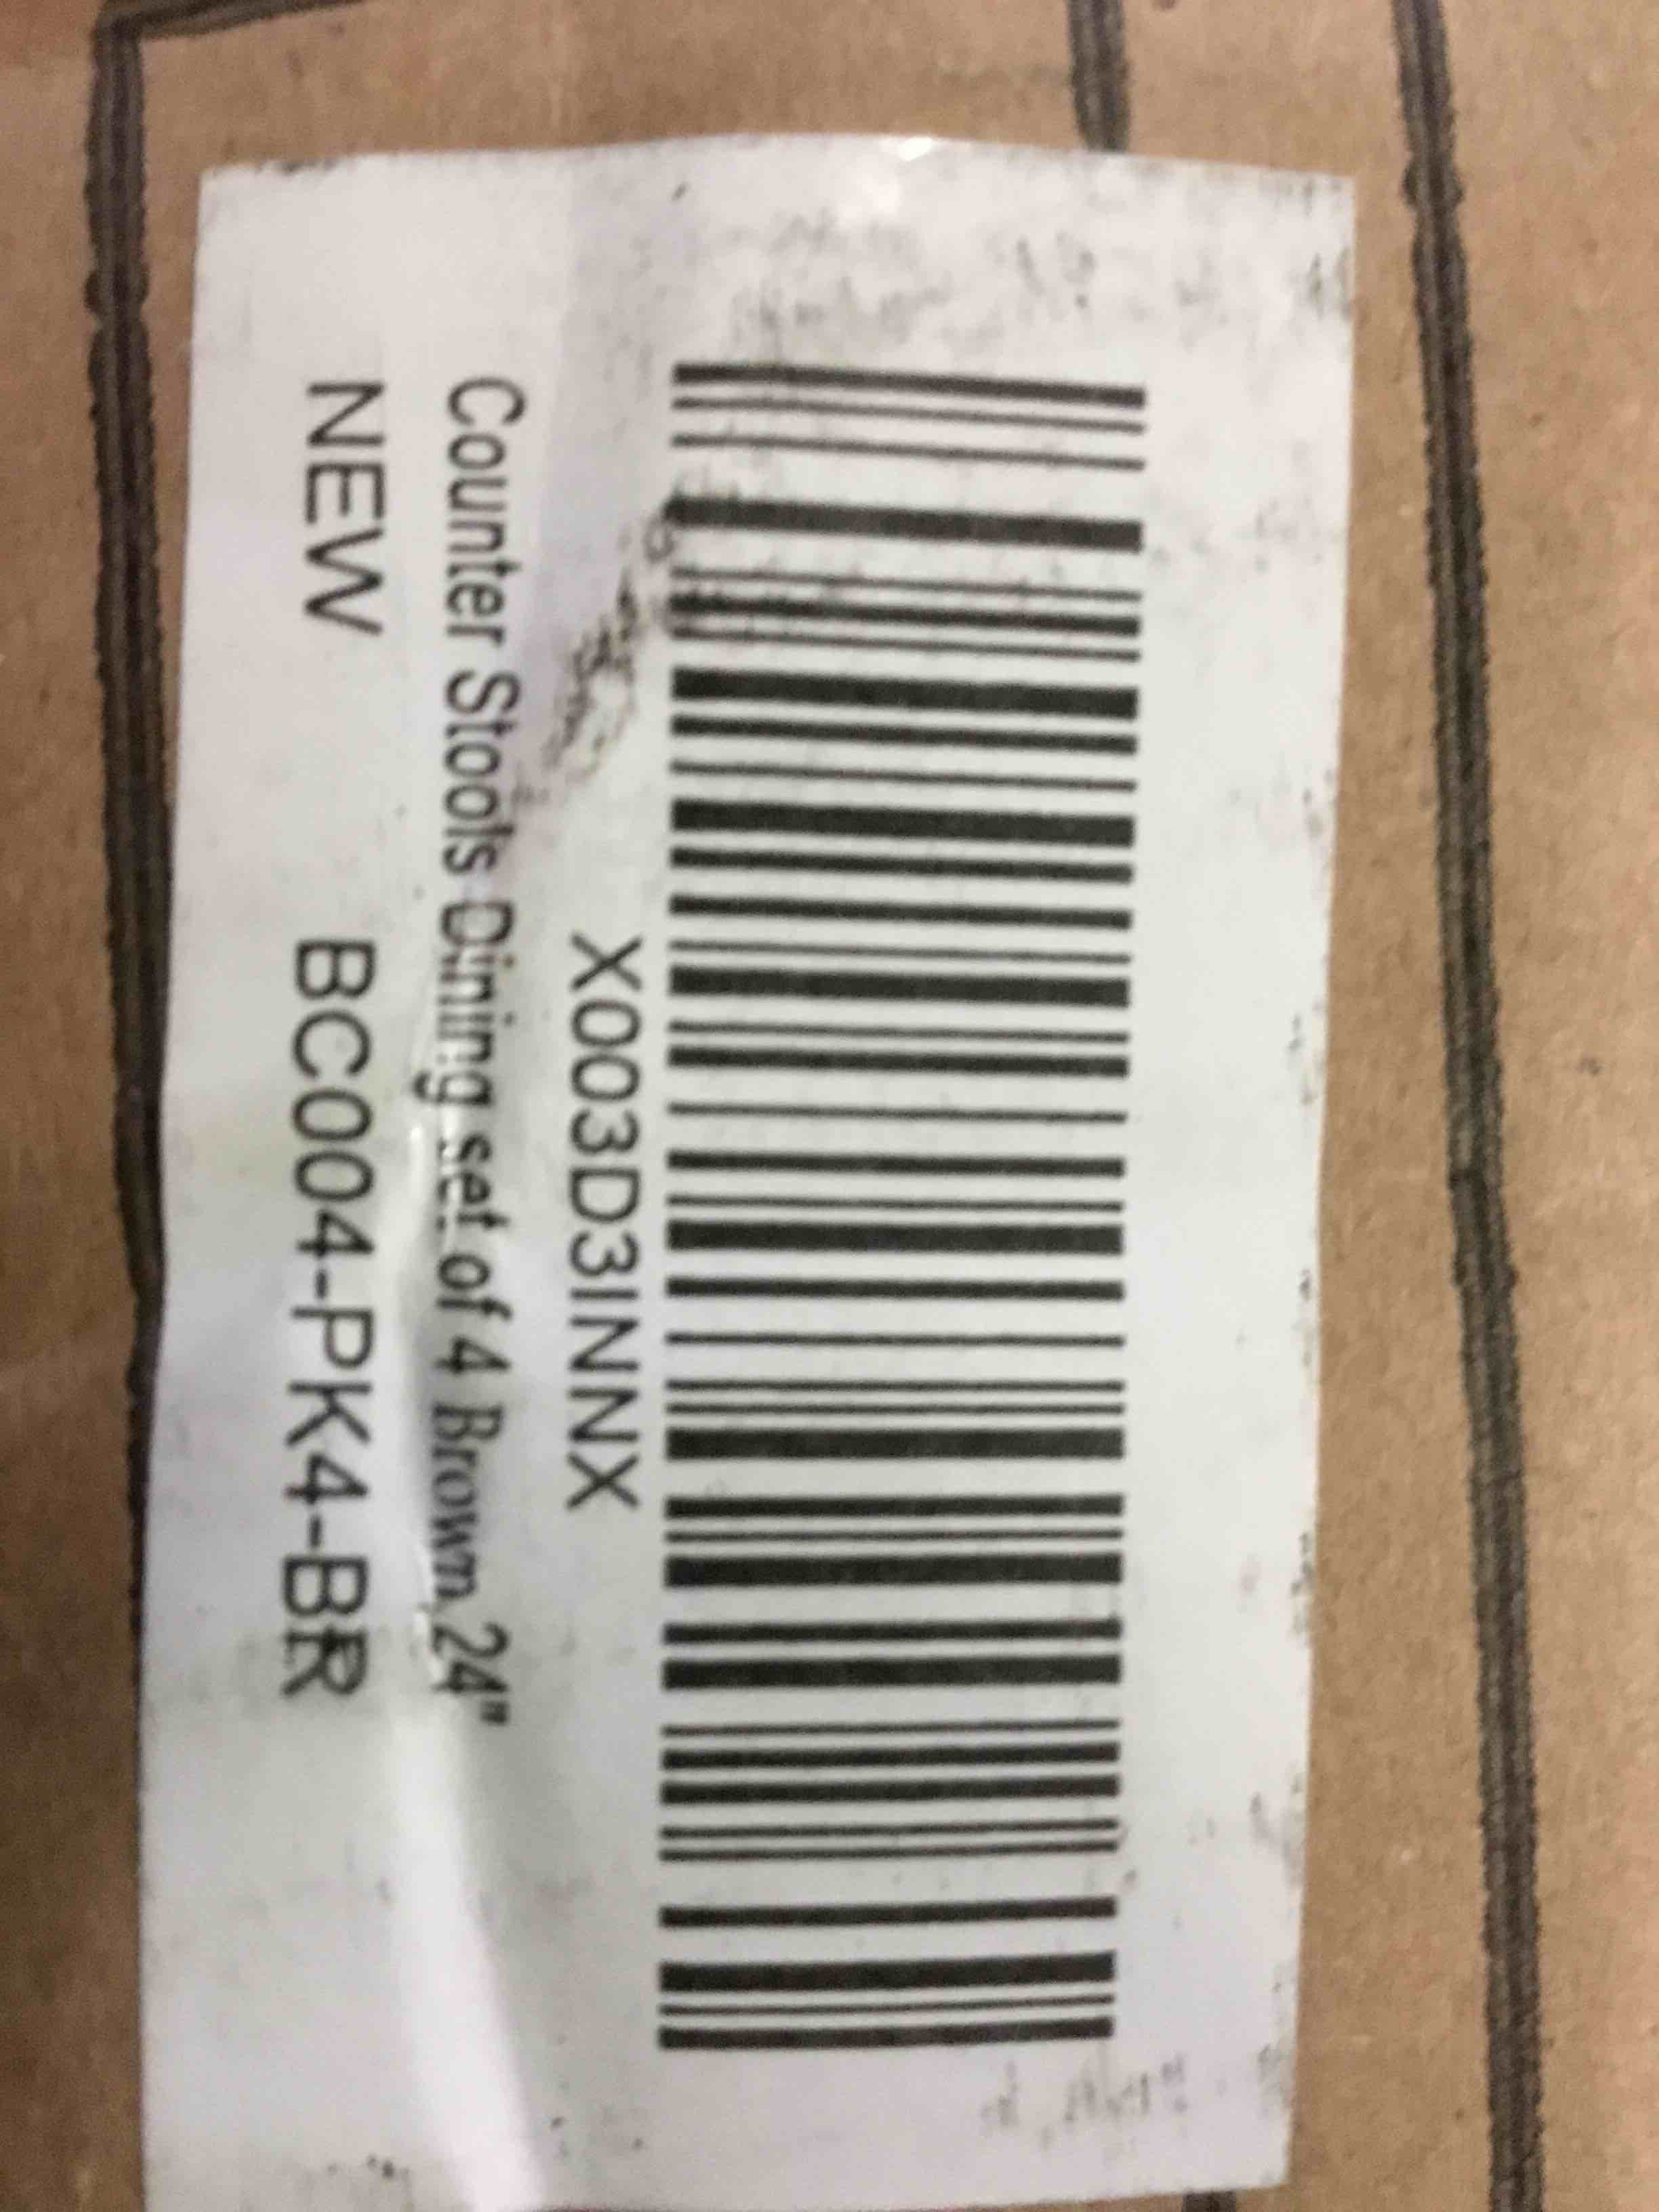 X003D3INNX
Counter Stools Dining set of 4 Brown, 24"
NEW BC004-PK4-BR